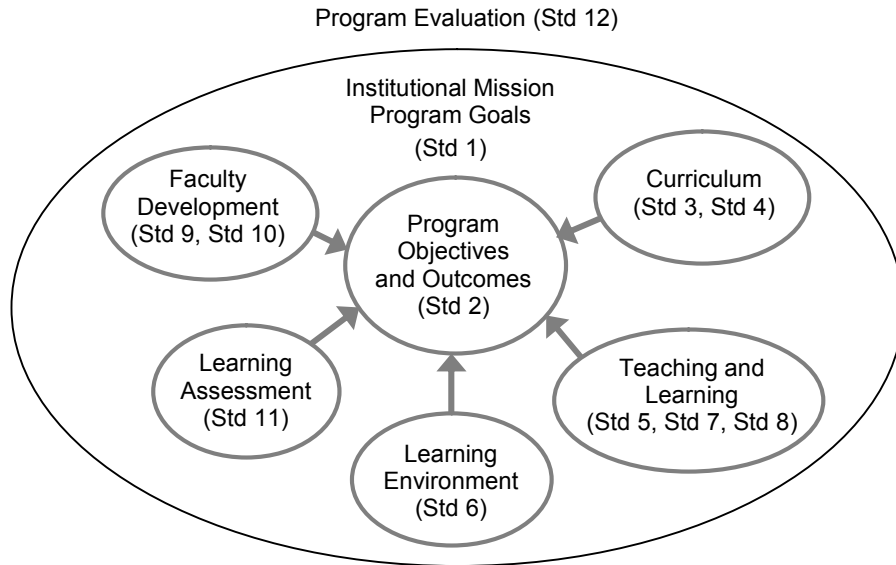 Program Evaluation (Std 12)
Institutional Mission
Program Goals
(Std 1)
Faculty
Development
(Std 9, Std 10)
Curriculum
(Std 3, Std 4)
Program
Objectives
and Outcomes
(Std 2)
Learning
Assessment
(Std 11)
Teaching and
Learning
(Std 5, Std 7, Std 8)
Learning
Environment
(Std 6)